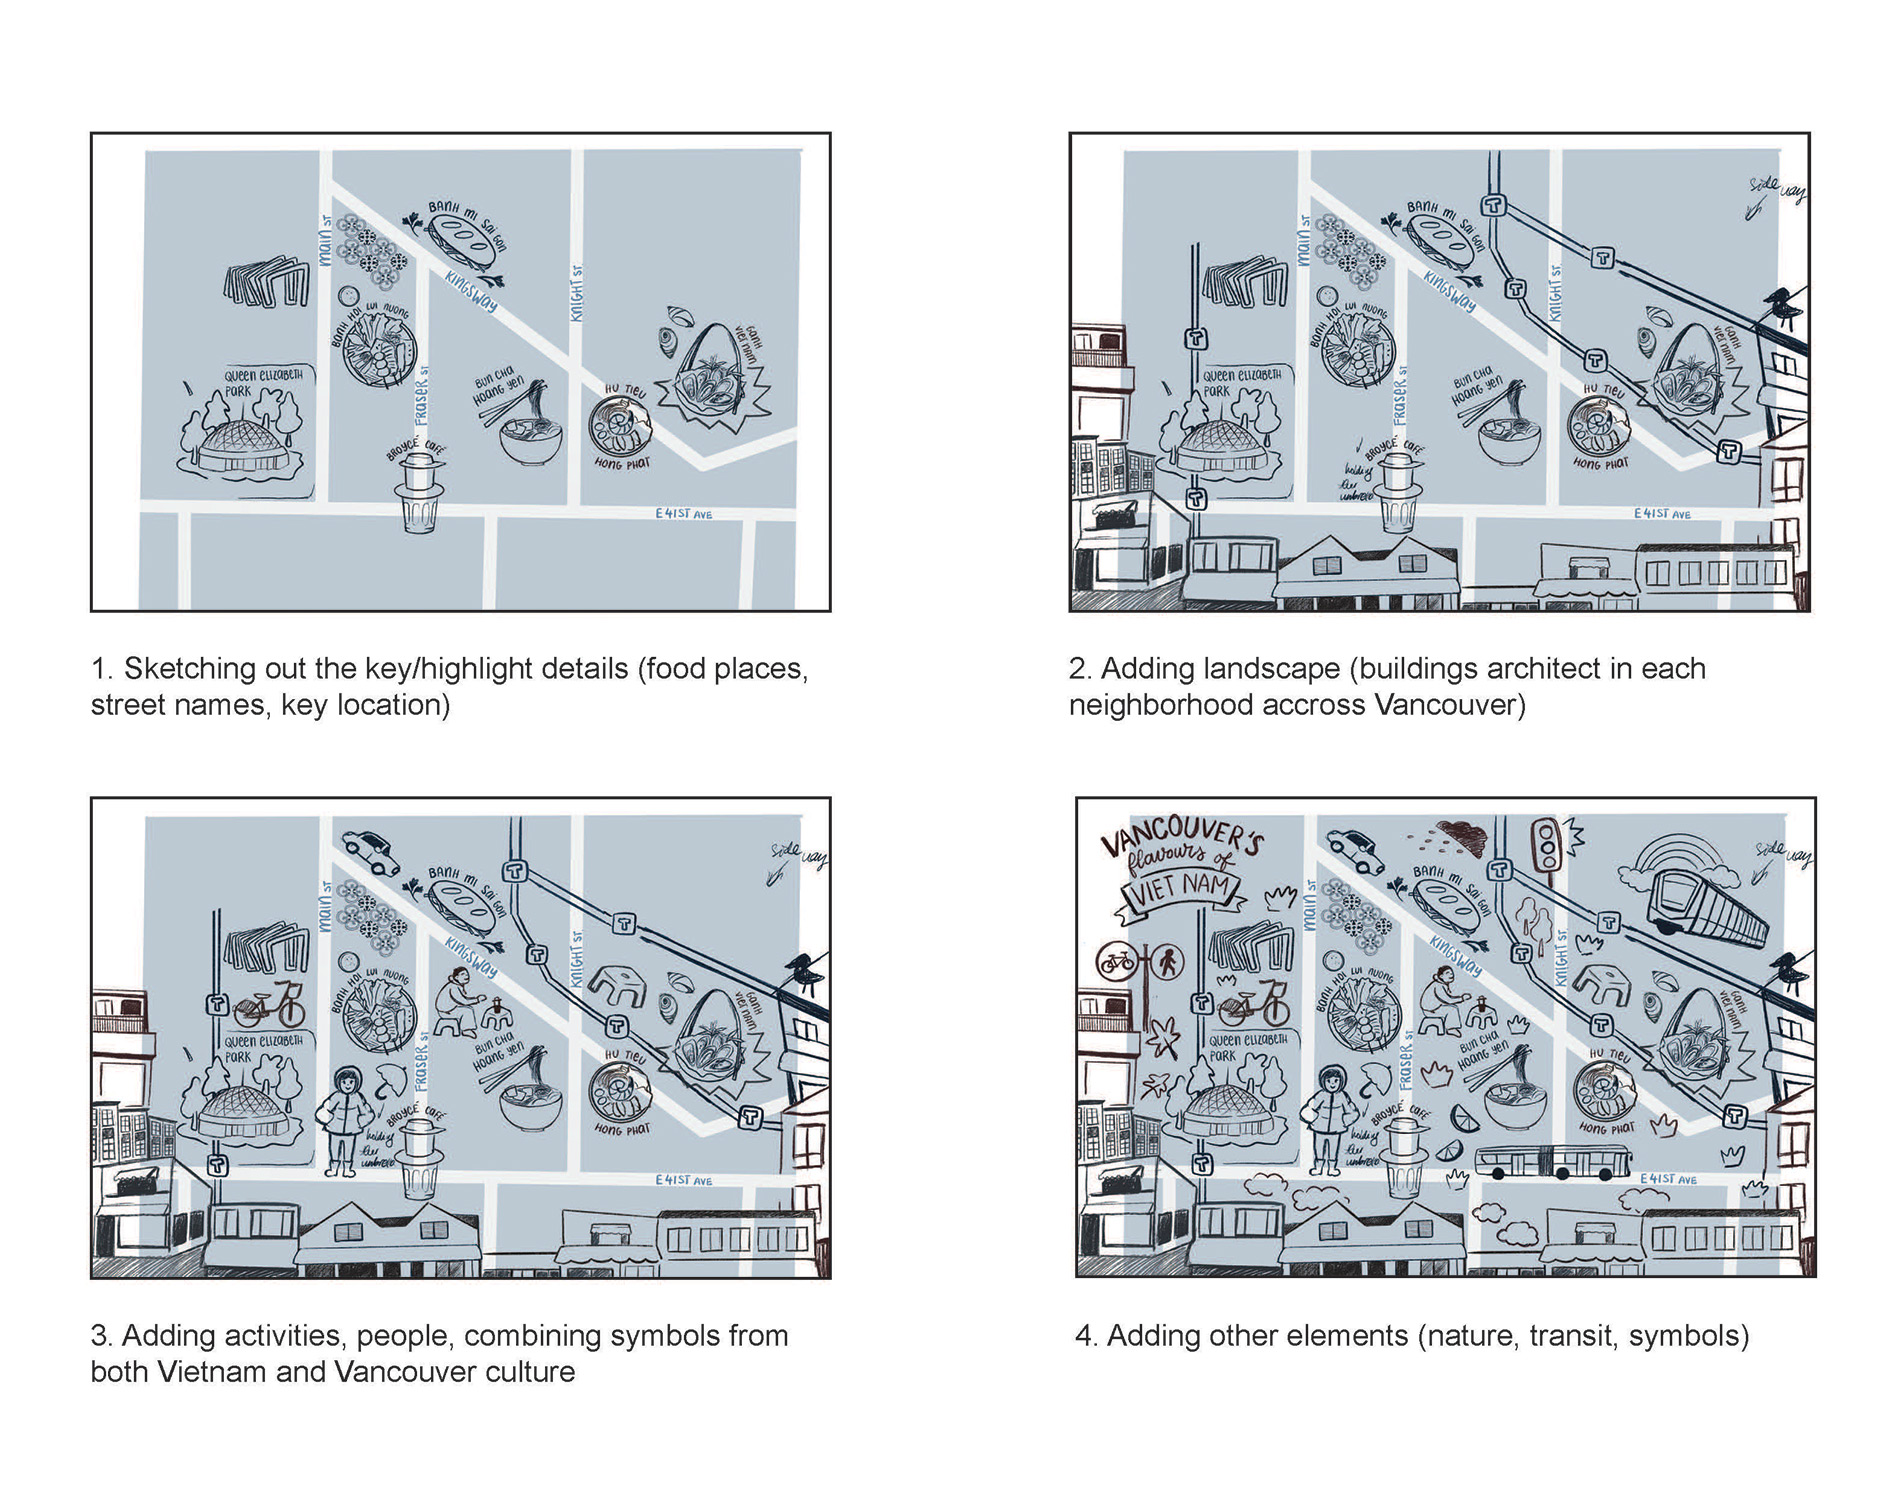 MAIN ST
BANH MI SAI GON
KINGSWAY
KNIGHT ST
BANH HOI LUI NUONG
GANH VIET NAM
QUEEN ELIZABETH
PARK
FRASER ST
BUN CHA
HOANG YEN
HU TIEU
HONG PHAT
BROYCÉ CAFÉ
E 41ST AVE
1. Sketching out the key/highlight details (food places,
street names, key location)
T
side way
MAIN ST
BANH MI SAI GON
T
KINGSWAY
T
KNIGHT ST
BANH HOI LUI NUONG
T
T
GANH VIET NAM
QUEEN ELIZABETH
PARK
FRASER ST
BUN CHA
HOANG YEN
HU TIEU
HONG PHAT
T
BROYCÉ CAFÉ
holding
the
umbrella
T
E 41ST AVE
2. Adding landscape (buildings architect in each
neighborhood accross Vancouver)
side way
MAIN ST
BANH MI SAI GON
T
T
KINGSWAY
T
KNIGHT ST
BANH HOI LUI NUONG
T
T
GANH VIET NAM
QUEEN ELIZABETH
PARK
FRASER ST
BUN CHA
HOANG YEN
HU TIEU
HONG PHAT
T
BROYCÉ CAFÉ
holding
the
umbrella
T
E 41ST AVE
3. Adding activities, people, combining symbols from
both Vietnam and Vancouver culture
VANCOUVER'S
flavours of
VIET NAM
side way
MAIN ST
BANH MI SAI GON
T
T
KINGSWAY
T
KNIGHT ST
BANH HOI LUI NUONG
T
T
GANH VIET NAM
QUEEN ELIZABETH
PARK
FRASER ST
BUN CHA
HOANG YEN
HU TIEU
HONG PHAT
T
BROYCÉ CAFÉ
holding
the
umbrella
T
E 41ST AVE
4. Adding other elements (nature, transit, symbols)